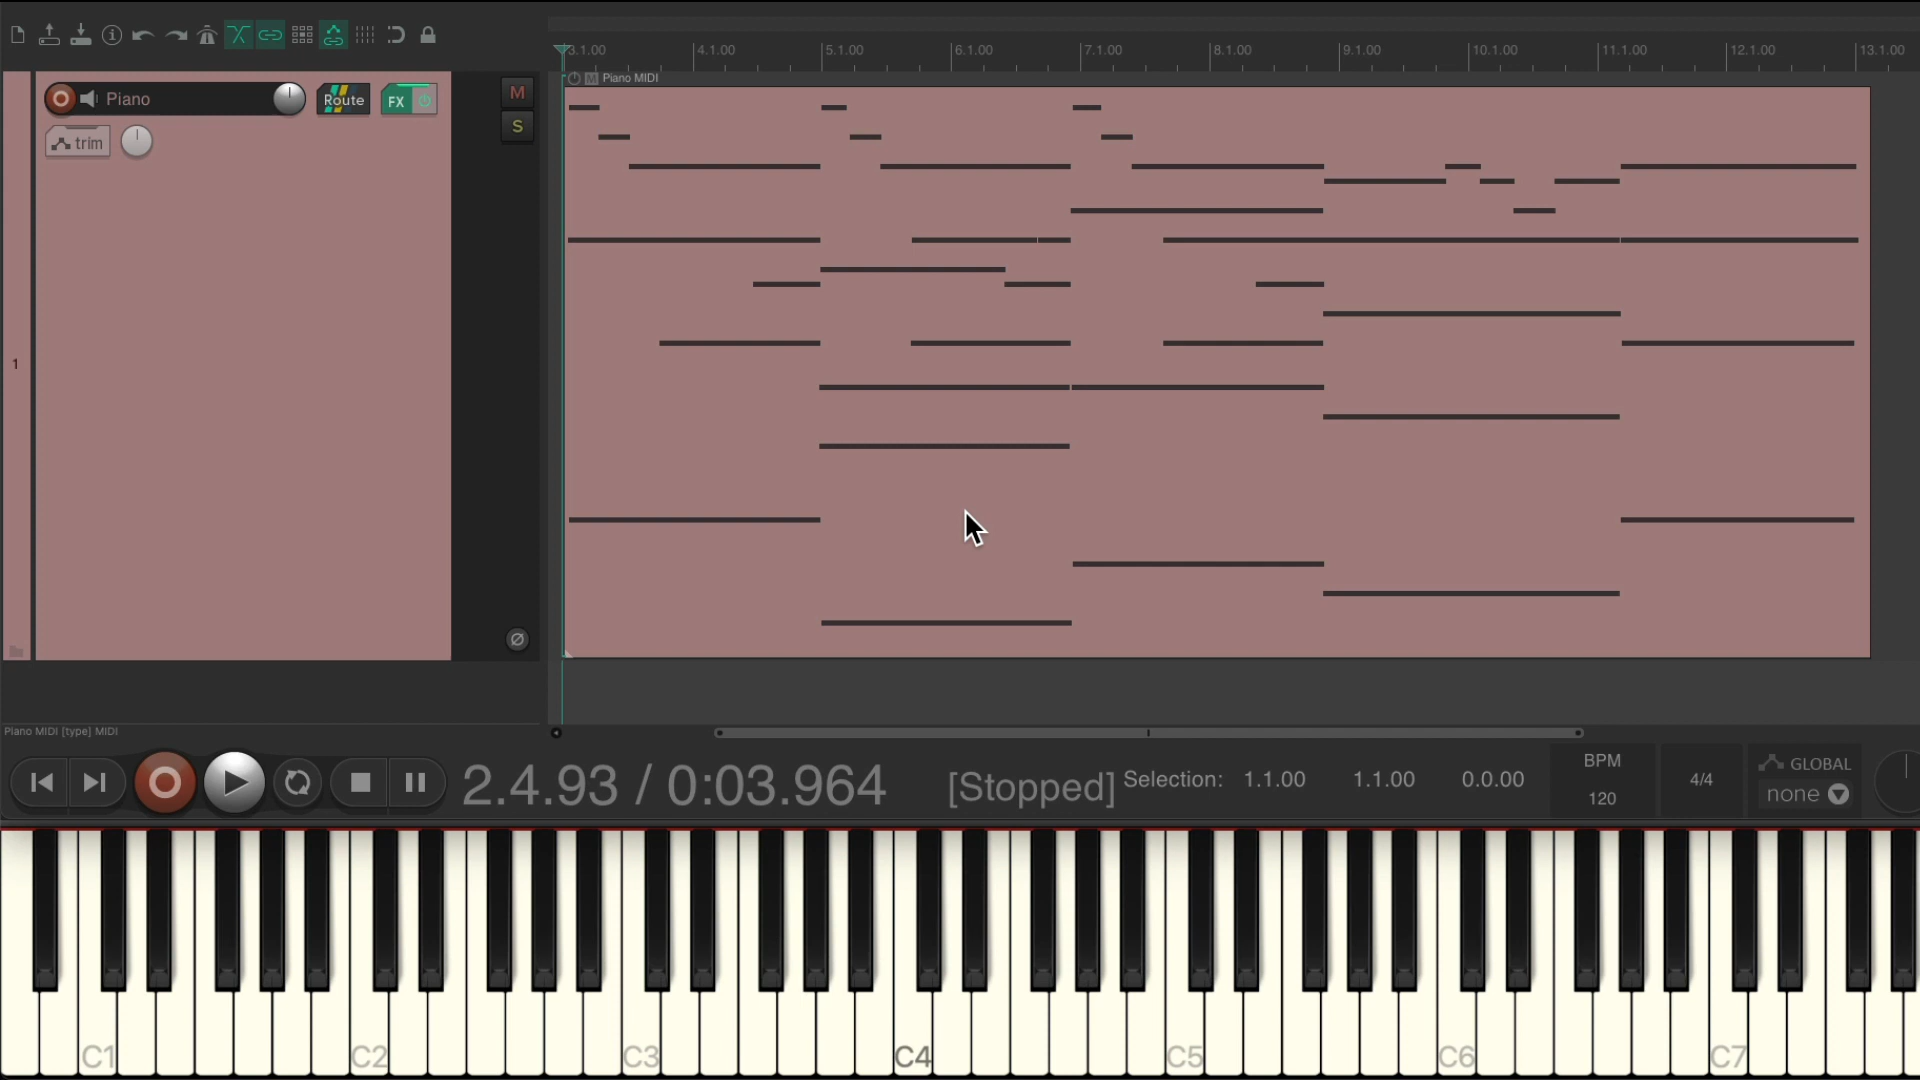 3.1.00 4.1.00 5.1.00 6.1.00 7.1.00 8.1.00 9.1.00 10.1.00 11.1.00 12.1.00 13.1.00
M Piano MIDI
Piano Route FX M
trim S
1
Piano MIDI [type] MIDI
2.4.93 / 0:03.964 [Stopped] Selection: 1.1.00 1.1.00 0.0.00 BPM 120 4/4 GLOBAL none
C1 C2 C3 C4 C5 C6 C7